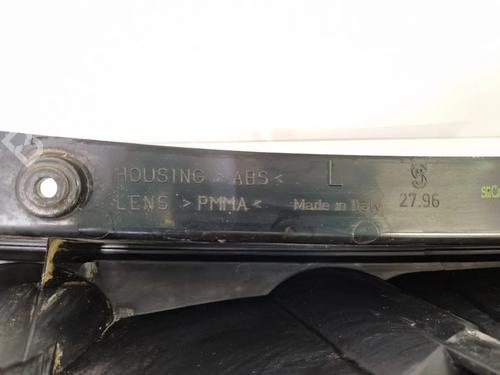 HOUSING >ABS< L
LENS >PMMA< Made in Italy 27.96